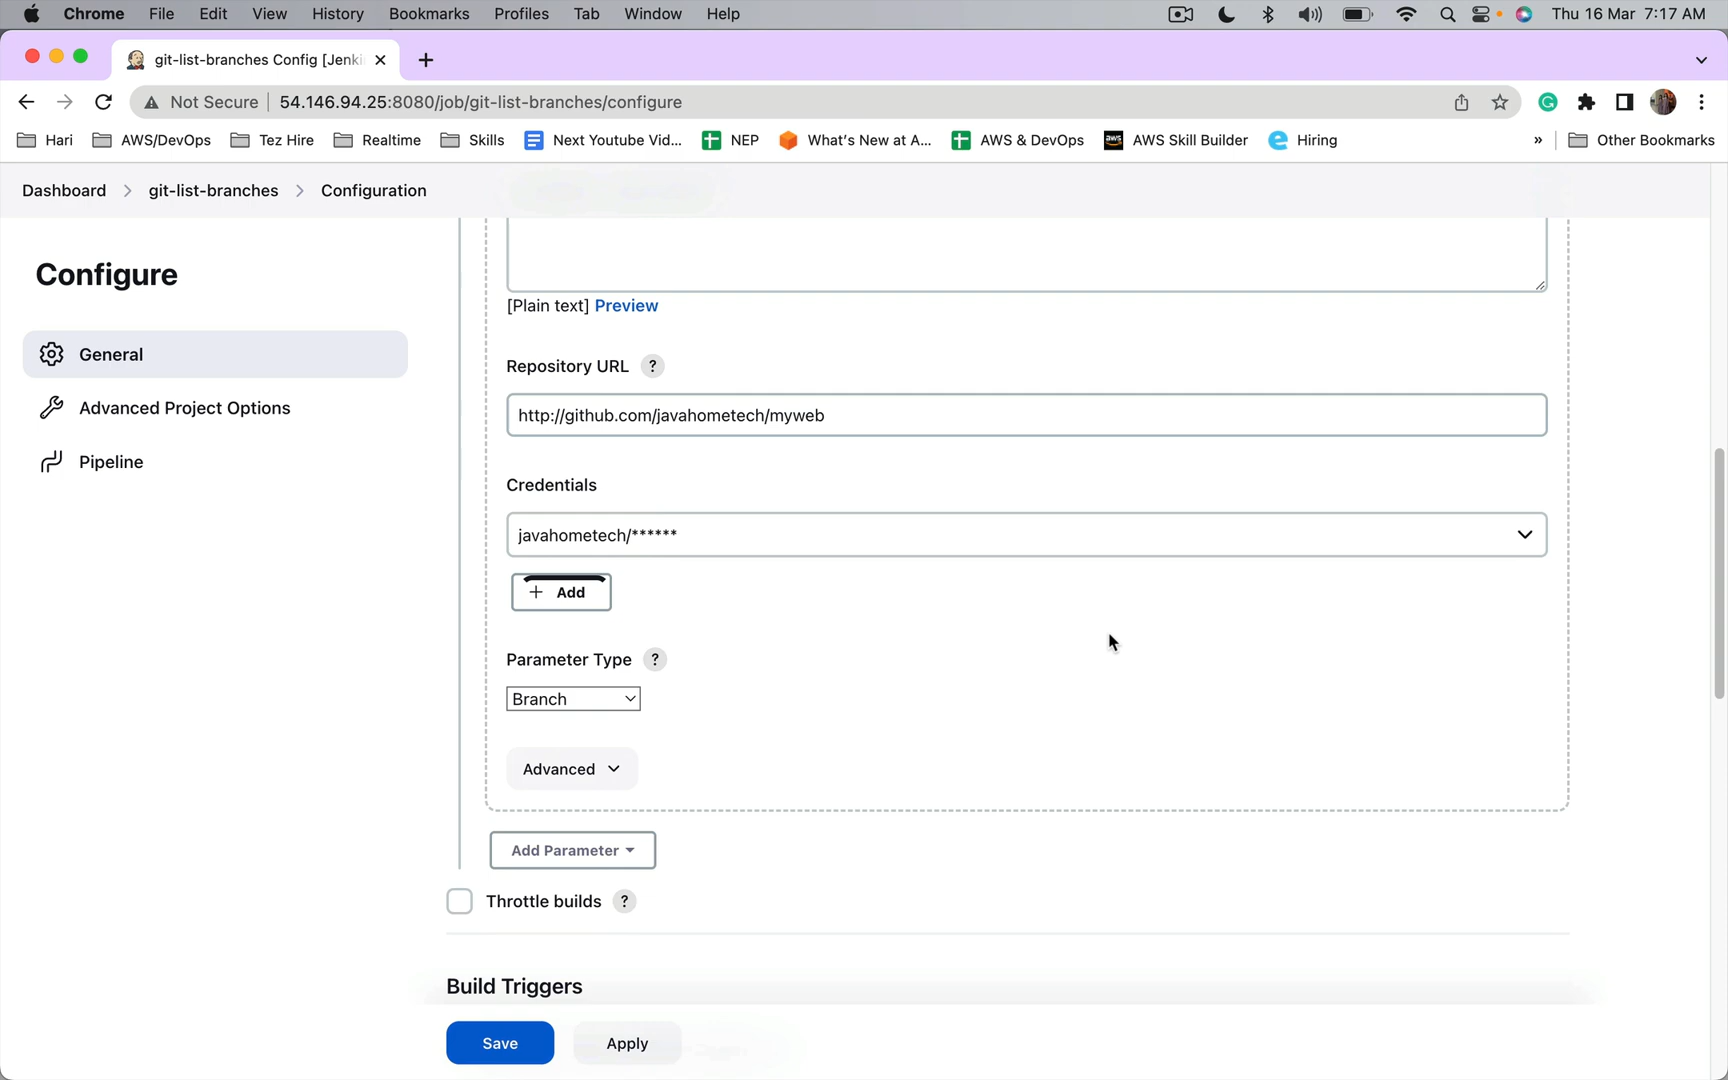 Chrome File Edit View History Bookmarks Profiles Tab Window Help Thu 16 Mar 7:17 AM
git-list-branches Config [Jenki
Not Secure 54.146.94.25:8080/job/git-list-branches/configure
Hari AWS/DevOps Tez Hire Realtime Skills Next Youtube Vid... NEP What's New at A... AWS & DevOps aws AWS Skill Builder Hiring » Other Bookmarks
Dashboard > git-list-branches > Configuration
Configure
General
Advanced Project Options
Pipeline
[Plain text] Preview
Repository URL ?
http://github.com/javahometech/myweb
Credentials
javahometech/******
+ Add
Parameter Type ?
Branch
Advanced
Add Parameter
Throttle builds ?
Build Triggers
Save Apply